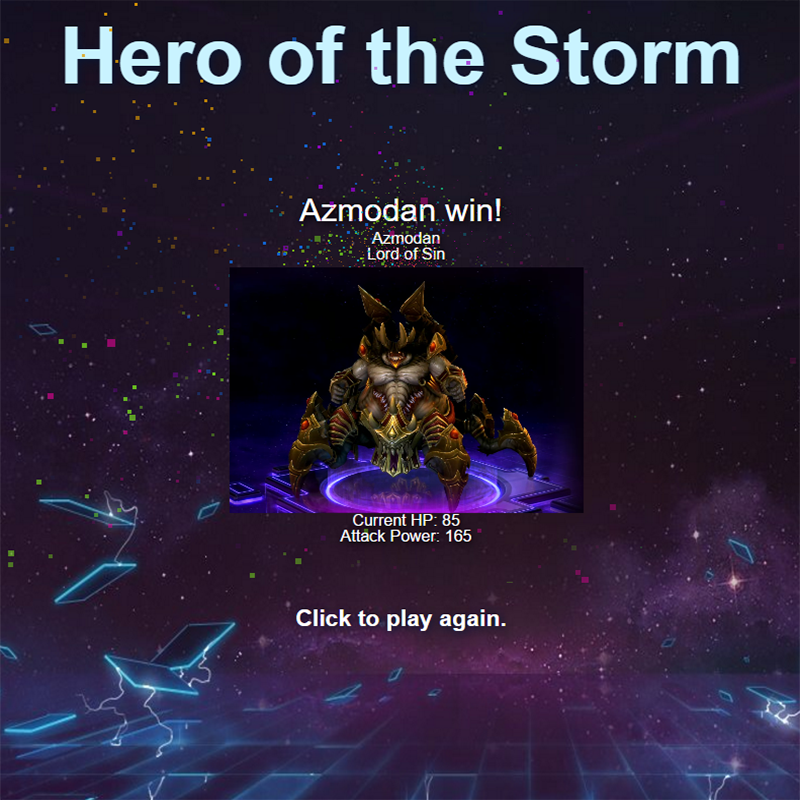 Hero of the Storm
Azmodan win!
Azmodan
Lord of Sin
Current HP: 85
Attack Power: 165
Click to play again.